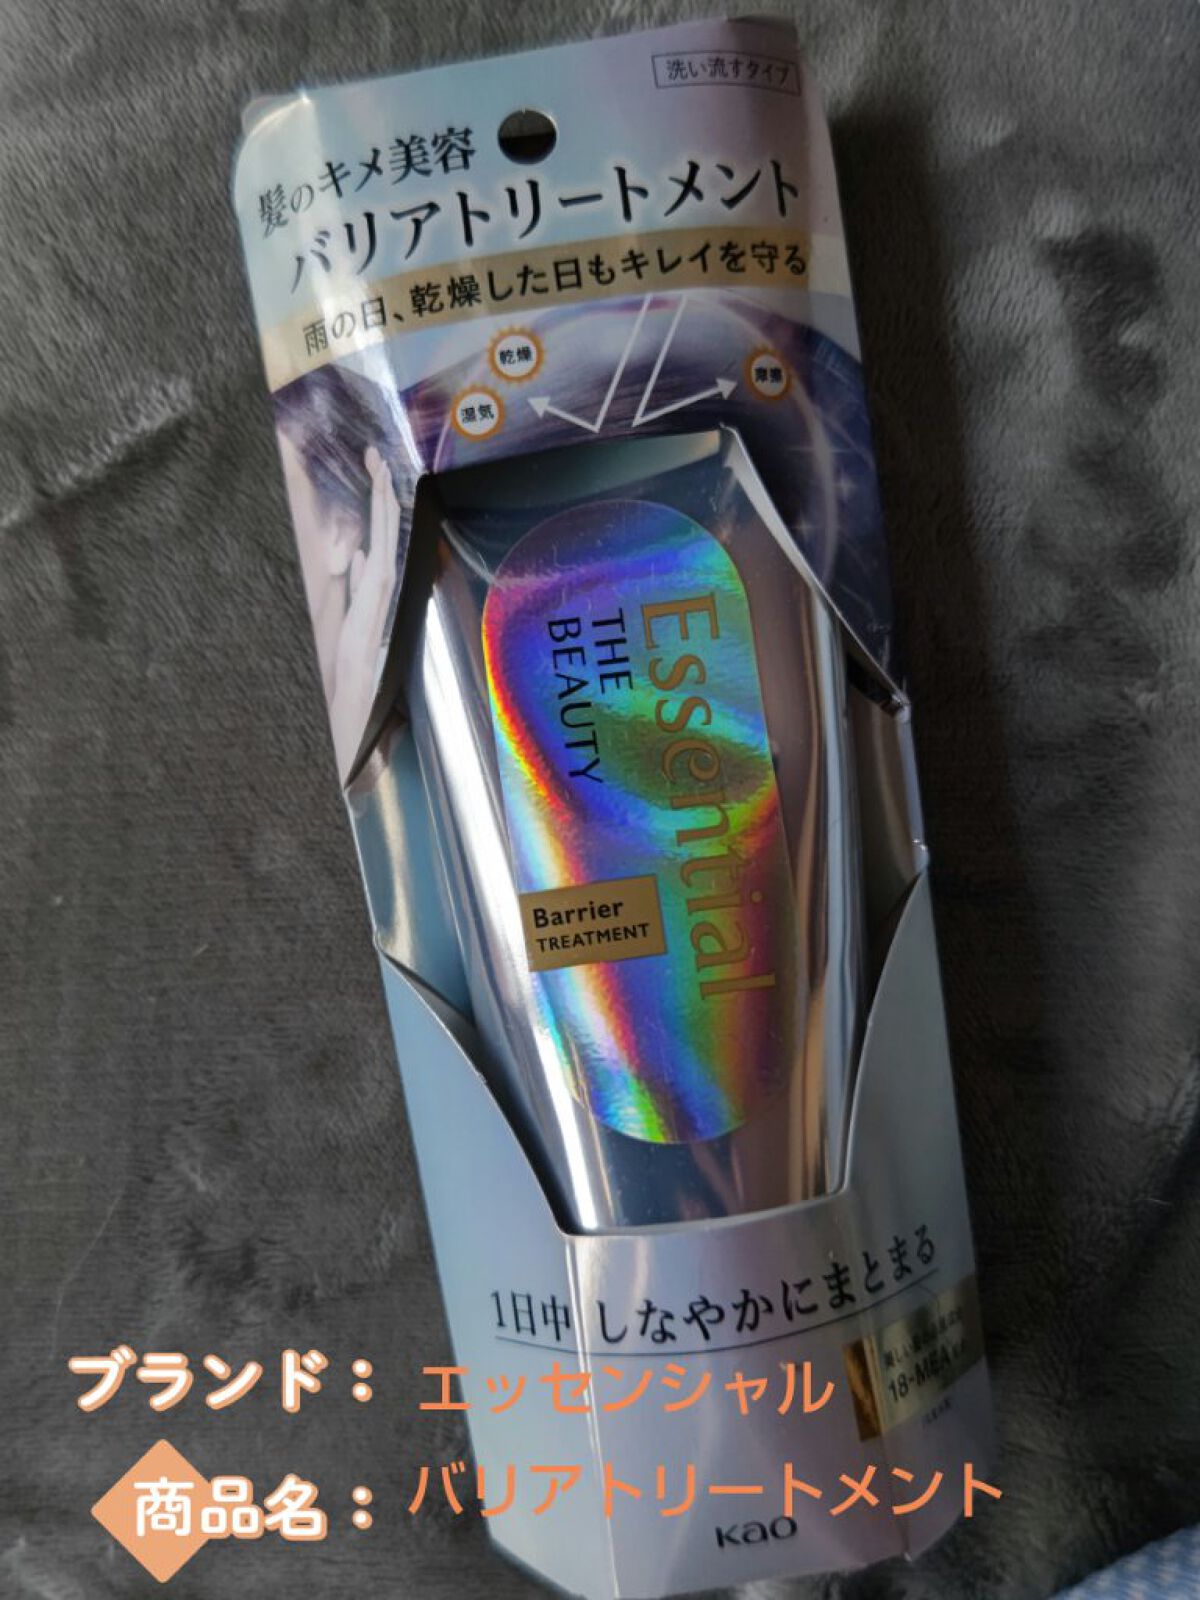 洗い流すタイプ
髪のキメ美容
バリアトリートメント
雨の日、乾燥した日もキレイを守る
乾燥
湿気
摩擦
Essential
THE
BEAUTY
Barrier
TREATMENT
1日中しなやかにまとまる
18-MEA
ブランド：エッセンシャル
商品名：バリアトリートメント
Kao